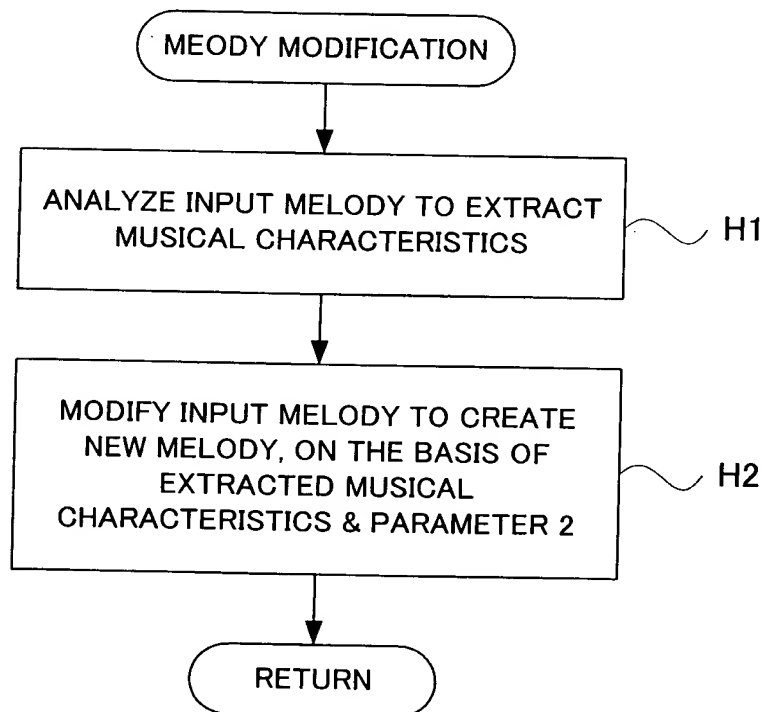 MEODY MODIFICATION
ANALYZE INPUT MELODY TO EXTRACT
MUSICAL CHARACTERISTICS
H1
MODIFY INPUT MELODY TO CREATE
NEW MELODY, ON THE BASIS OF
EXTRACTED MUSICAL
CHARACTERISTICS & PARAMETER 2
H2
RETURN